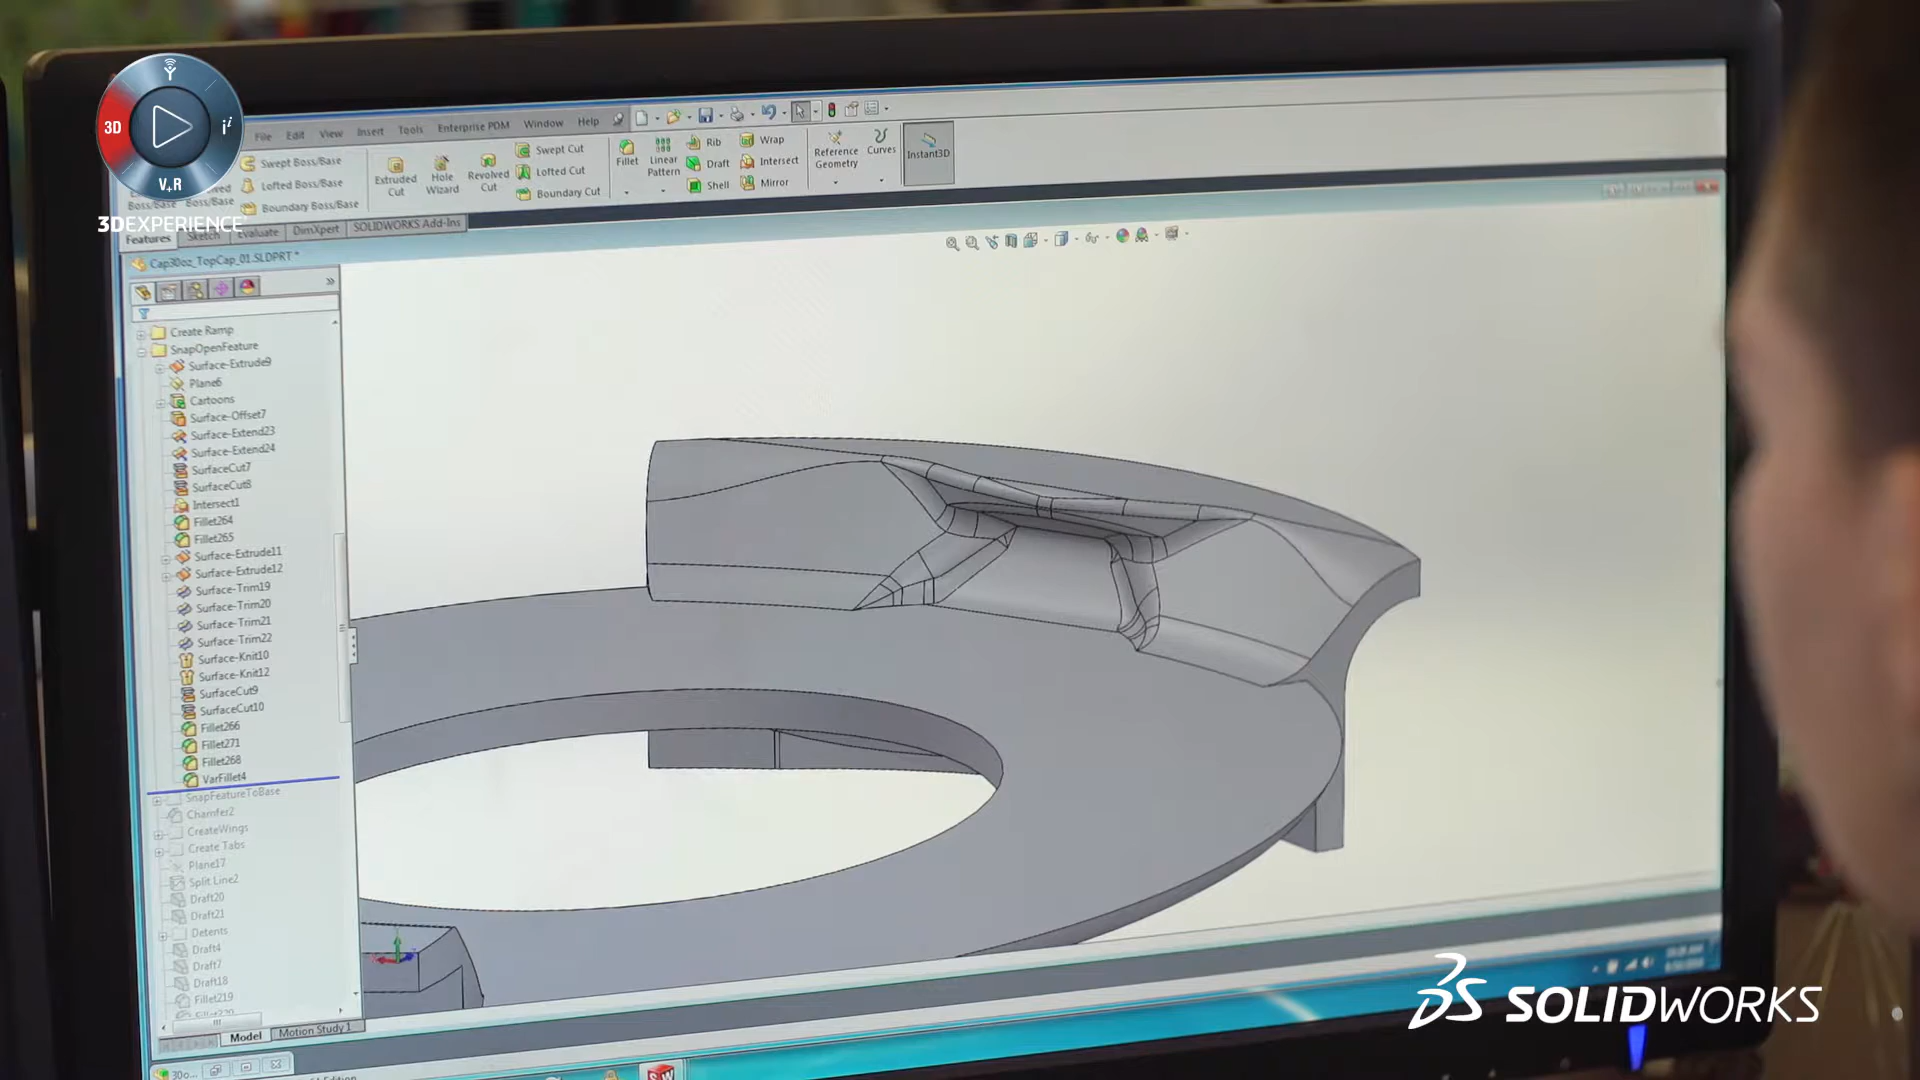 3D
V+R
3DEXPERIENCE
File Edit View Insert Tools Enterprise PDM Window Help
Swept Boss/Base
Lofted Boss/Base
Boundary Boss/Base
Boss/Base
Boss/Base
Extruded Cut
Hole Wizard
Revolved Cut
Swept Cut
Lofted Cut
Boundary Cut
Fillet
Linear Pattern
Rib
Draft
Shell
Wrap
Intersect
Mirror
Reference Geometry
Curves
Instant3D
Features Sketch Evaluate DimXpert SOLIDWORKS Add-Ins
Cap30oz_TopCap_01.SLDPRT *
Create Ramp
SnapOpenFeature
Surface-Extrude9
Plane6
Cartoons
Surface-Offset7
Surface-Extend23
Surface-Extend24
SurfaceCut7
SurfaceCut8
Intersect1
Fillet264
Fillet265
Surface-Extrude11
Surface-Extrude12
Surface-Trim19
Surface-Trim20
Surface-Trim21
Surface-Trim22
Surface-Knit10
Surface-Knit12
SurfaceCut9
SurfaceCut10
Fillet266
Fillet271
Fillet268
VarFillet4
SnapFeatureToBase
Chamfer2
CreateWings
Create Tabs
Plane17
Split Line2
Draft20
Draft21
Detents
Draft4
Draft7
Draft18
Fillet219
Model Motion Study 1
30o...
Edition
SOLIDWORKS